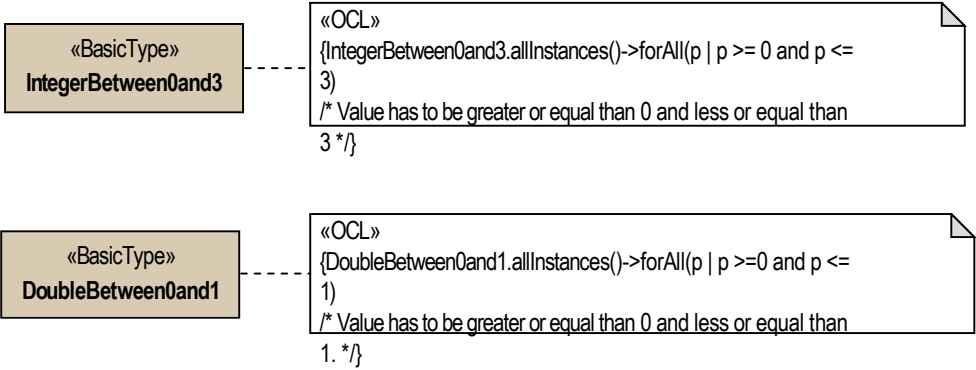 «BasicType»
IntegerBetween0and3
«OCL»
{IntegerBetween0and3.allInstances()->forAll(p | p >= 0 and p <=
3)
/* Value has to be greater or equal than 0 and less or equal than
3 */}
«BasicType»
DoubleBetween0and1
«OCL»
{DoubleBetween0and1.allInstances()->forAll(p | p >=0 and p <=
1)
/* Value has to be greater or equal than 0 and less or equal than
1. */}